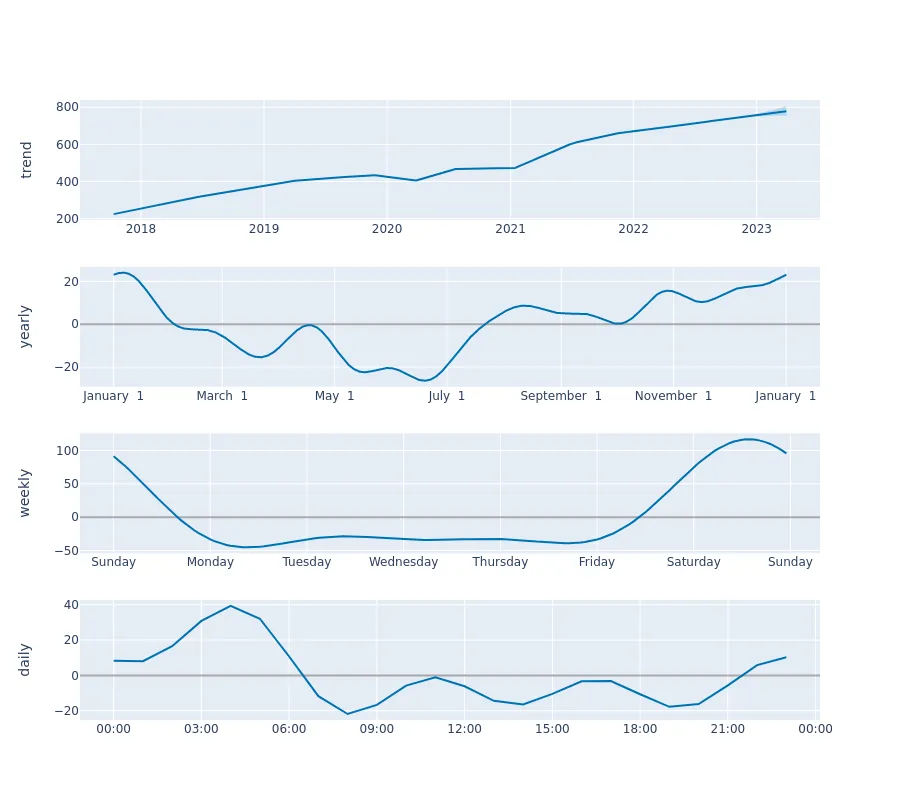 trend
800
600
400
200
2018 2019 2020 2021 2022 2023
yearly
20
0
−20
January 1 March 1 May 1 July 1 September 1 November 1 January 1
weekly
100
50
0
−50
Sunday Monday Tuesday Wednesday Thursday Friday Saturday Sunday
daily
40
20
0
−20
00:00 03:00 06:00 09:00 12:00 15:00 18:00 21:00 00:00